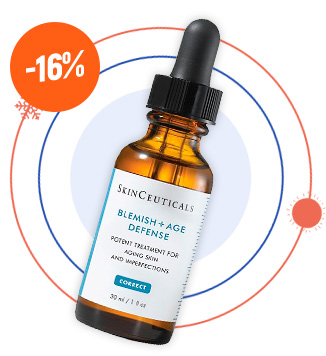 -16%
SKINCEUTICALS
BLEMISH + AGE
DEFENSE
POTENT TREATMENT FOR
AGING SKIN
AND IMPERFECTIONS
CORRECT
30 ml / 1 fl oz